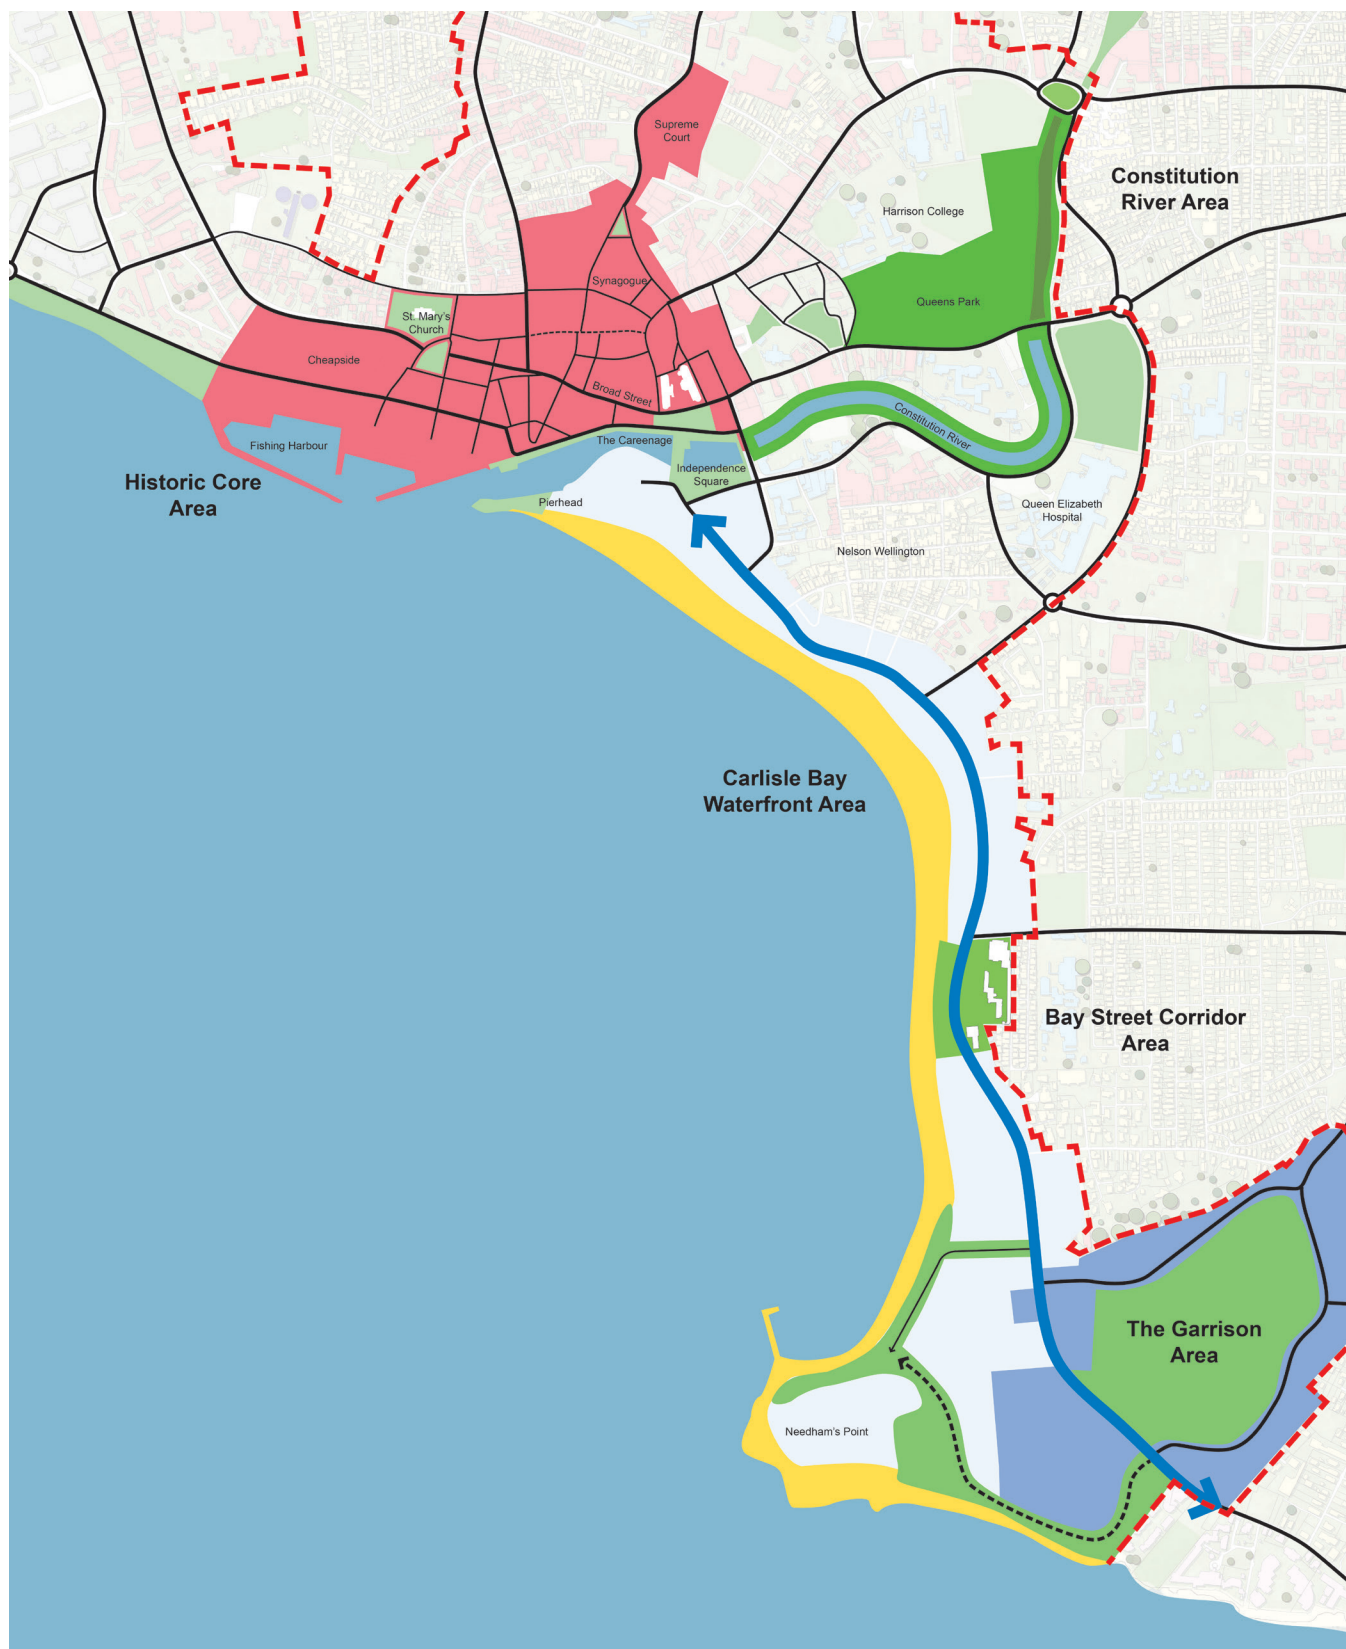 Supreme
Court
Constitution
River Area
Harrison College
Synagogue
Queens Park
St. Mary's
Church
Cheapside
Broad Street
Constitution River
Fishing Harbour
The Careenage
Independence
Square
Historic Core
Area
Pierhead
Queen Elizabeth
Hospital
Nelson Wellington
Carlisle Bay
Waterfront Area
Bay Street Corridor
Area
The Garrison
Area
Needham's Point